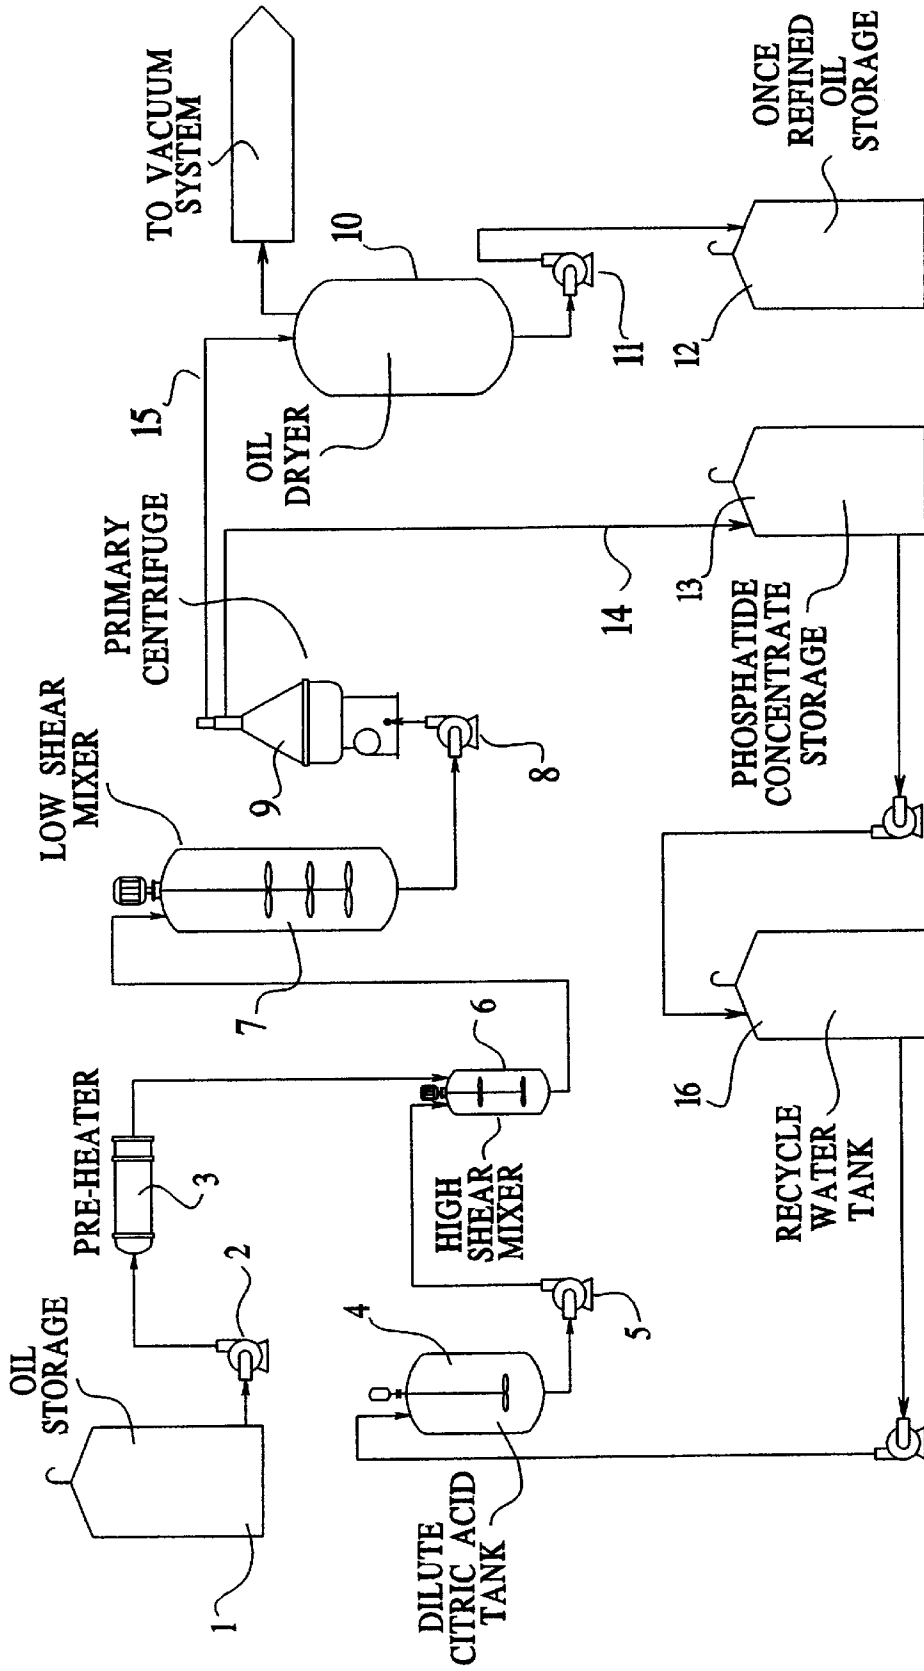 OIL
STORAGE
1
2
PRE-HEATER
3
DILUTE
CITRIC ACID
TANK
4
5
HIGH
SHEAR
MIXER
6
LOW SHEAR
MIXER
7
8
PRIMARY
CENTRIFUGE
9
15
14
TO VACUUM
SYSTEM
OIL
DRYER
10
11
ONCE
REFINED
OIL
STORAGE
12
PHOSPHATIDE
CONCENTRATE
STORAGE
13
RECYCLE
WATER
TANK
16